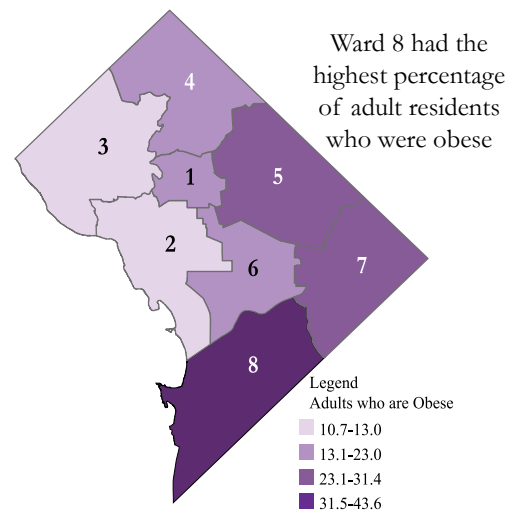 Ward 8 had the
highest percentage
of adult residents
who were obese
4
3
1
5
2
6
7
8
Legend
Adults who are Obese
10.7-13.0
13.1-23.0
23.1-31.4
31.5-43.6